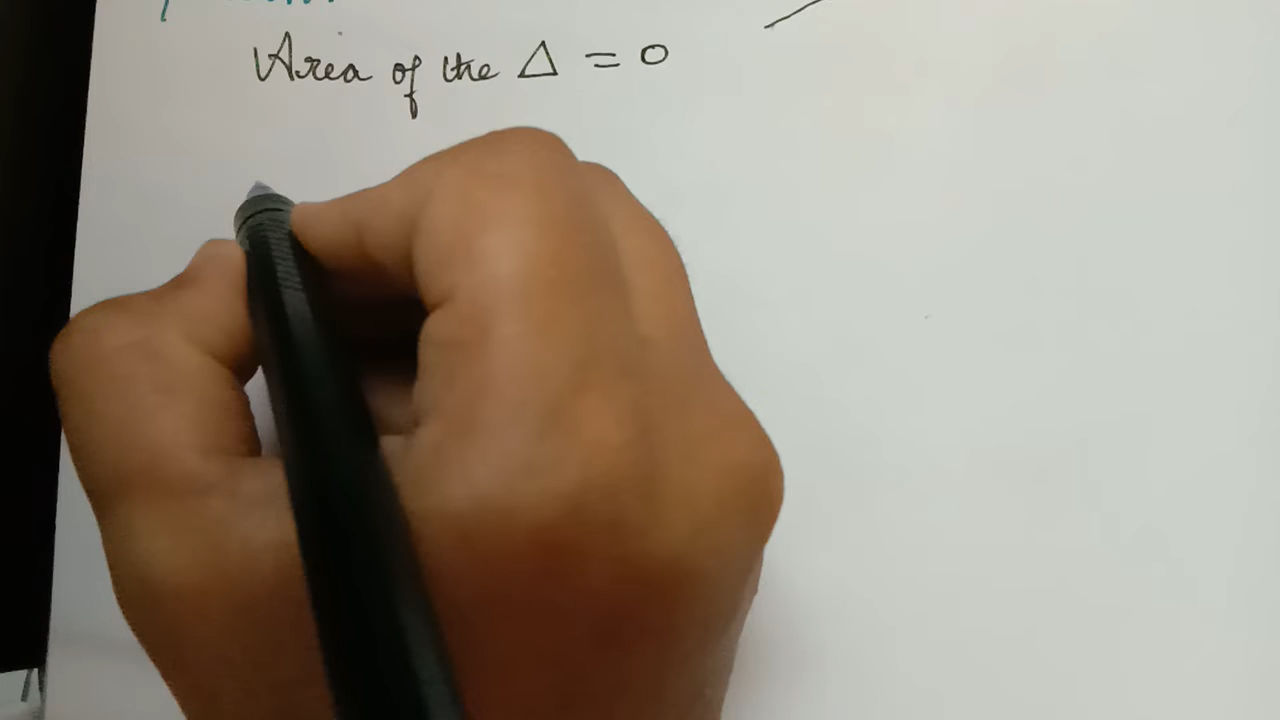 Area of the Δ = 0